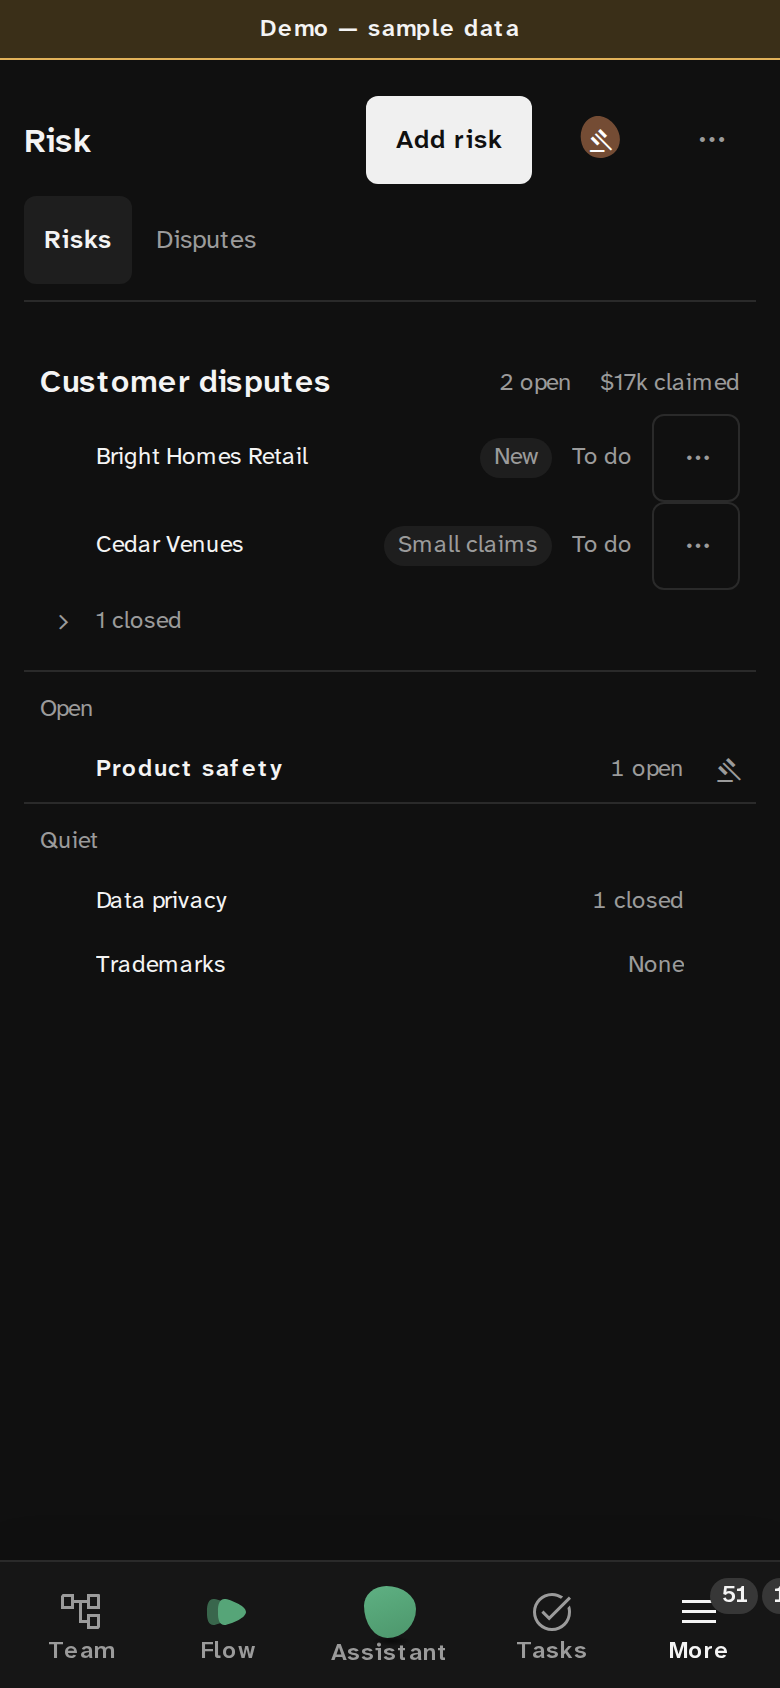 Demo — sample data
Risk
Add risk
Risks
Disputes
Customer disputes
2 open
$17k claimed
Bright Homes Retail
New
To do
Cedar Venues
Small claims
To do
1 closed
Open
Product safety
1 open
Quiet
Data privacy
1 closed
Trademarks
None
51
Team
Flow
Assistant
Tasks
More